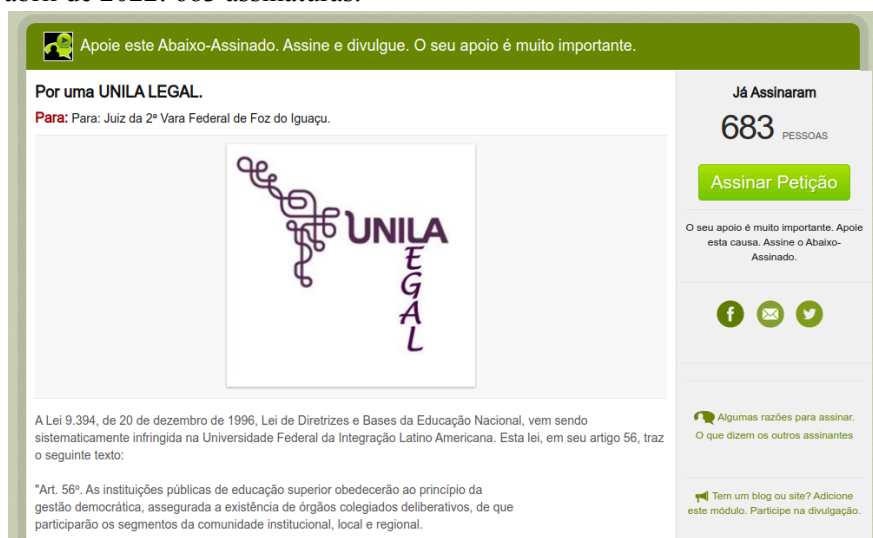 abril de 2022. 683 assinaturas.
Apoie este Abaixo-Assinado. Assine e divulgue. O seu apoio é muito importante.
Por uma UNILA LEGAL.
Para: Para: Juiz da 2ª Vara Federal de Foz do Iguaçu.
UNILA
E
G
A
L
A Lei 9.394, de 20 de dezembro de 1996, Lei de Diretrizes e Bases da Educação Nacional, vem sendo
sistematicamente infringida na Universidade Federal da Integração Latino Americana. Esta lei, em seu artigo 56, traz
o seguinte texto:
"Art. 56º. As instituições públicas de educação superior obedecerão ao princípio da
gestão democrática, assegurada a existência de órgãos colegiados deliberativos, de que
participarão os segmentos da comunidade institucional, local e regional.
Já Assinaram
683 PESSOAS
Assinar Petição
O seu apoio é muito importante. Apoie
esta causa. Assine o Abaixo-
Assinado.
Algumas razões para assinar.
O que dizem os outros assinantes
Tem um blog ou site? Adicione
este módulo. Participe na divulgação.